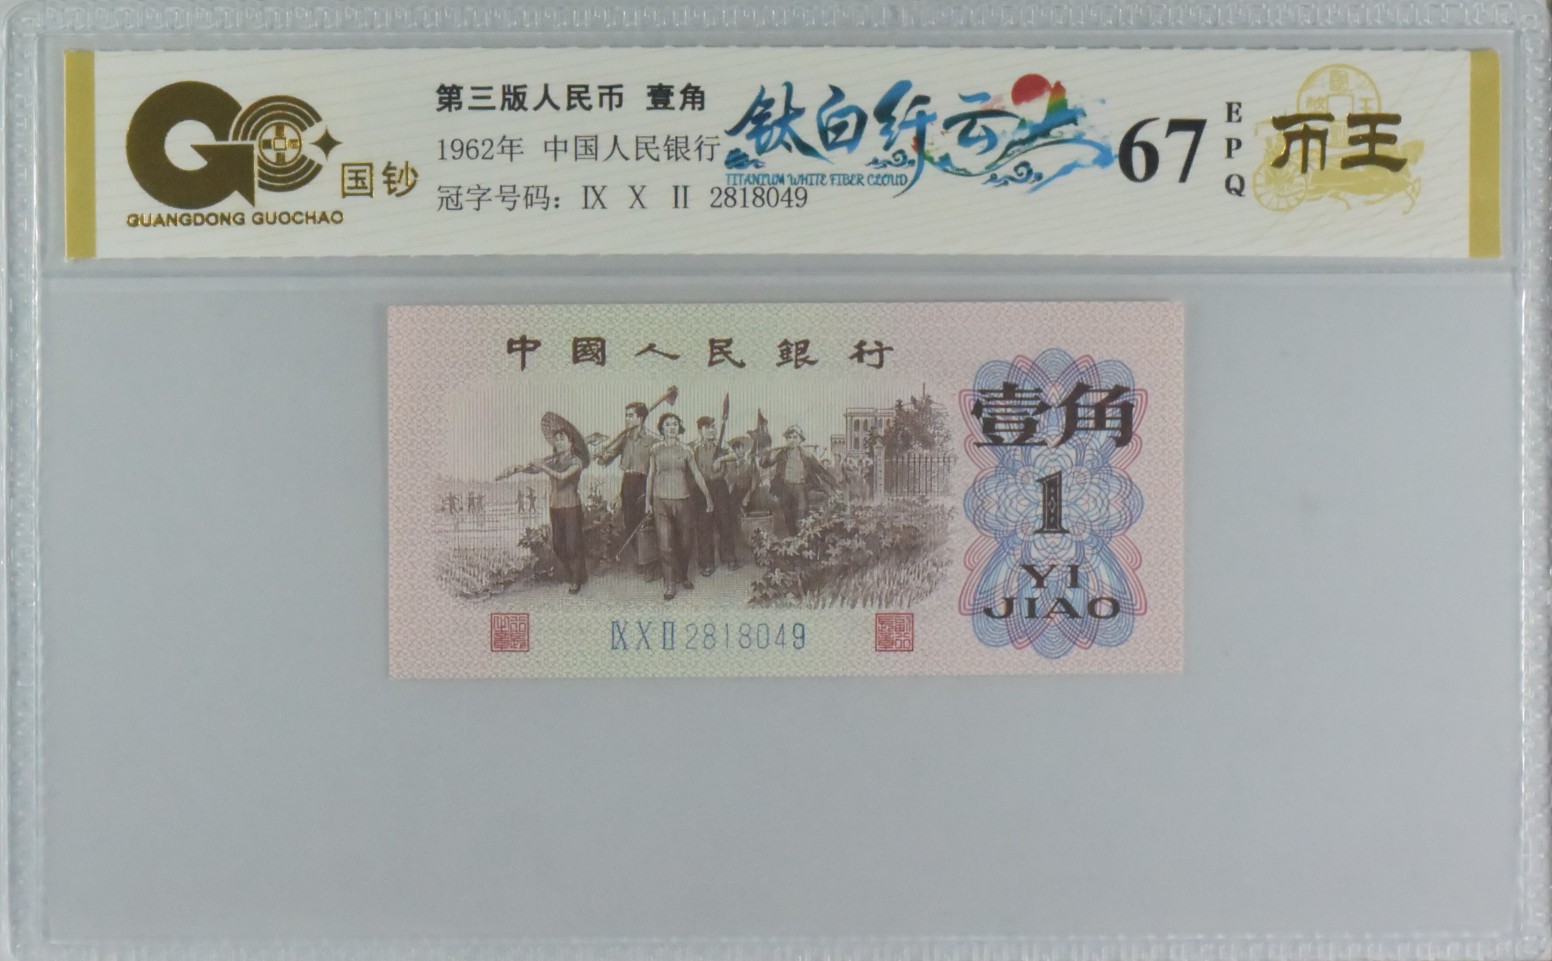 国钞
GUANGDONG GUOCHAO
第三版人民币 壹角
1962年 中国人民银行
冠字号码：Ⅸ Ⅹ Ⅱ 2818049
钛白纤云
TITANIUM WHITE FIBER CLOUD
67
EPQ
币王
中國人民銀行
壹角
1
YI
JIAO
ⅨⅩⅡ2818049